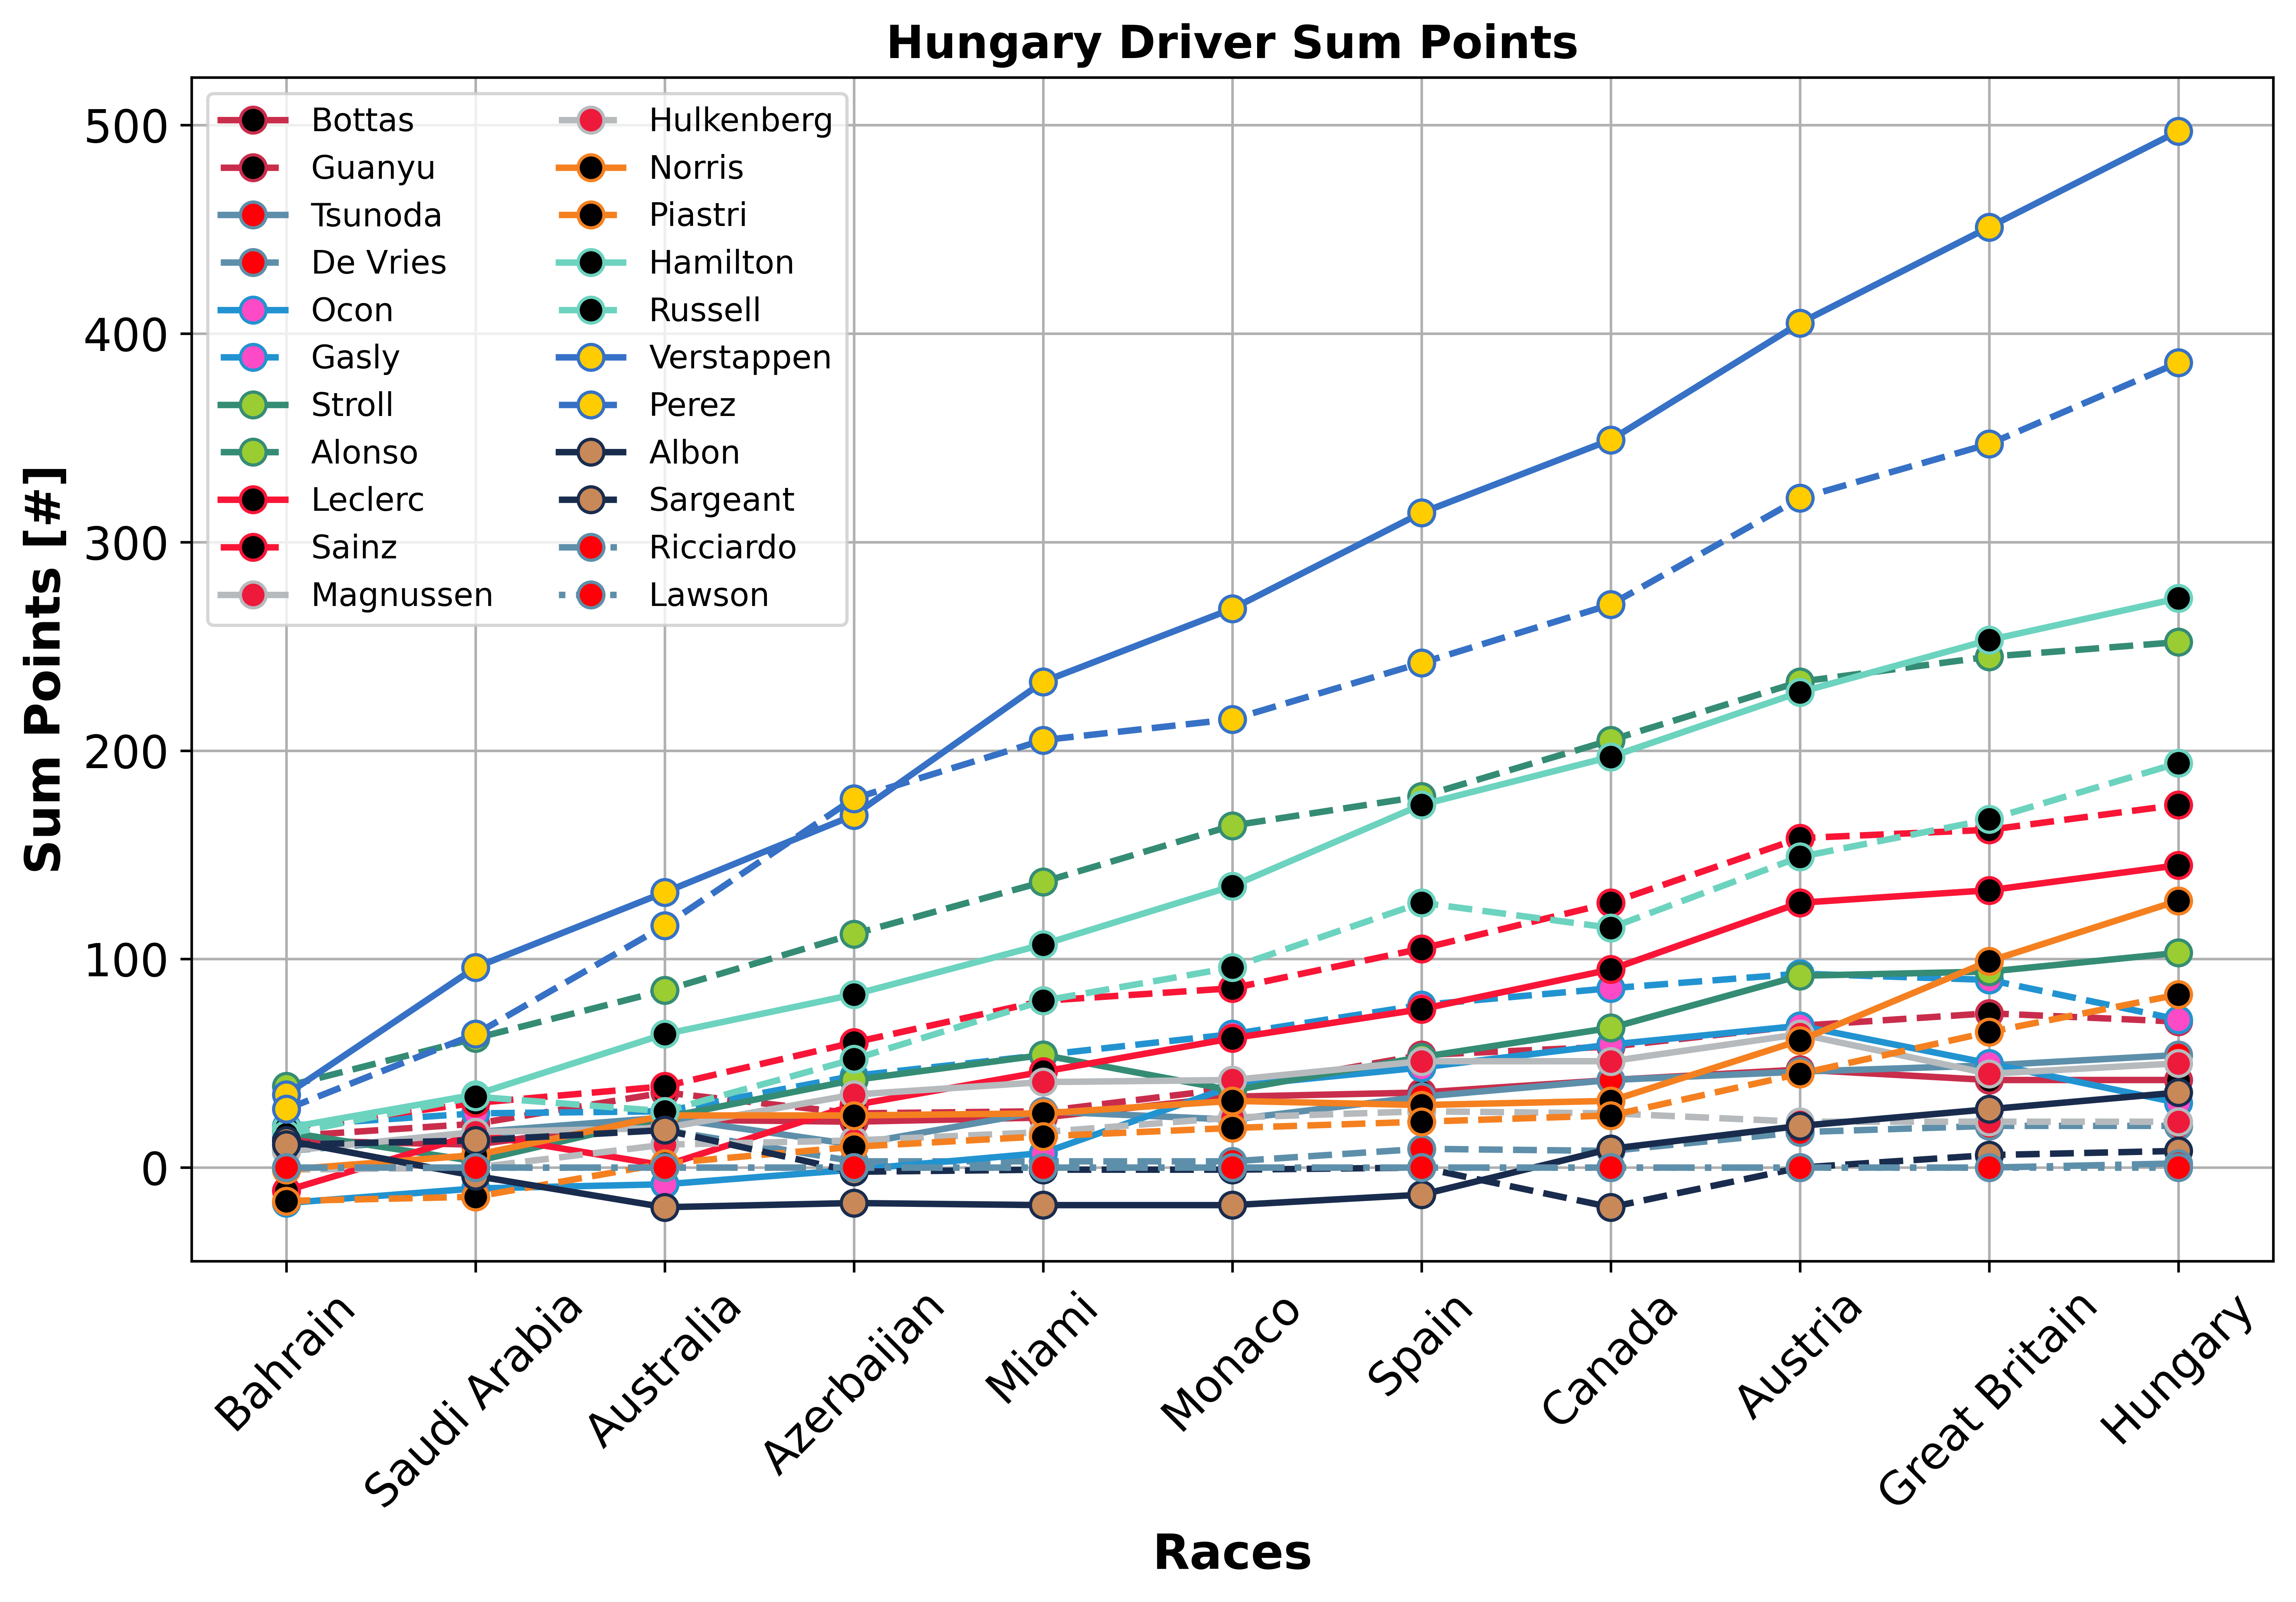 Hungary Driver Sum Points
Sum Points [#]
500
400
300
200
100
0
Bottas
Guanyu
Tsunoda
De Vries
Ocon
Gasly
Stroll
Alonso
Leclerc
Sainz
Magnussen
Hulkenberg
Norris
Piastri
Hamilton
Russell
Verstappen
Perez
Albon
Sargeant
Ricciardo
Lawson
Bahrain
Saudi Arabia
Australia
Azerbaijan
Miami
Monaco
Spain
Canada
Austria
Great Britain
Hungary
Races